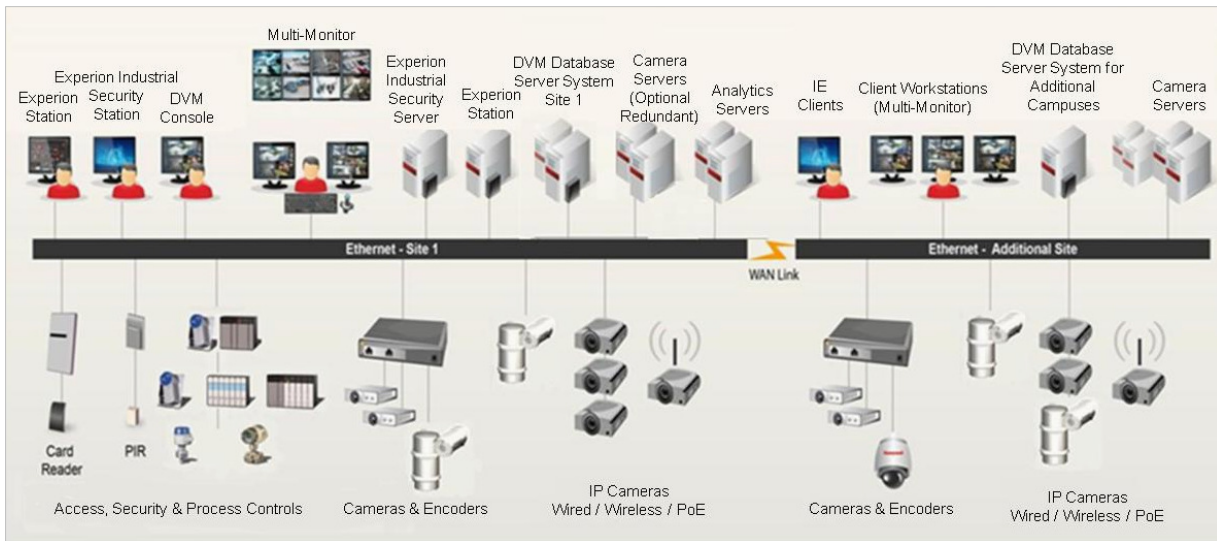 Multi-Monitor
Experion Industrial
Experion
Station
Security
Station
DVM
Console
Experion
Industrial
Security
Server
Experion
Station
DVM Database
Server System
Site 1
Camera
Servers
(Optional
Redundant)
Analytics
Servers
IE
Clients
Client Workstations
(Multi-Monitor)
DVM Database
Server System for
Additional
Campuses
Camera
Servers
Ethernet - Site 1
WAN Link
Ethernet - Additional Site
Card
Reader
PIR
Access, Security & Process Controls
Cameras & Encoders
IP Cameras
Wired / Wireless / PoE
Cameras & Encoders
IP Cameras
Wired / Wireless / PoE